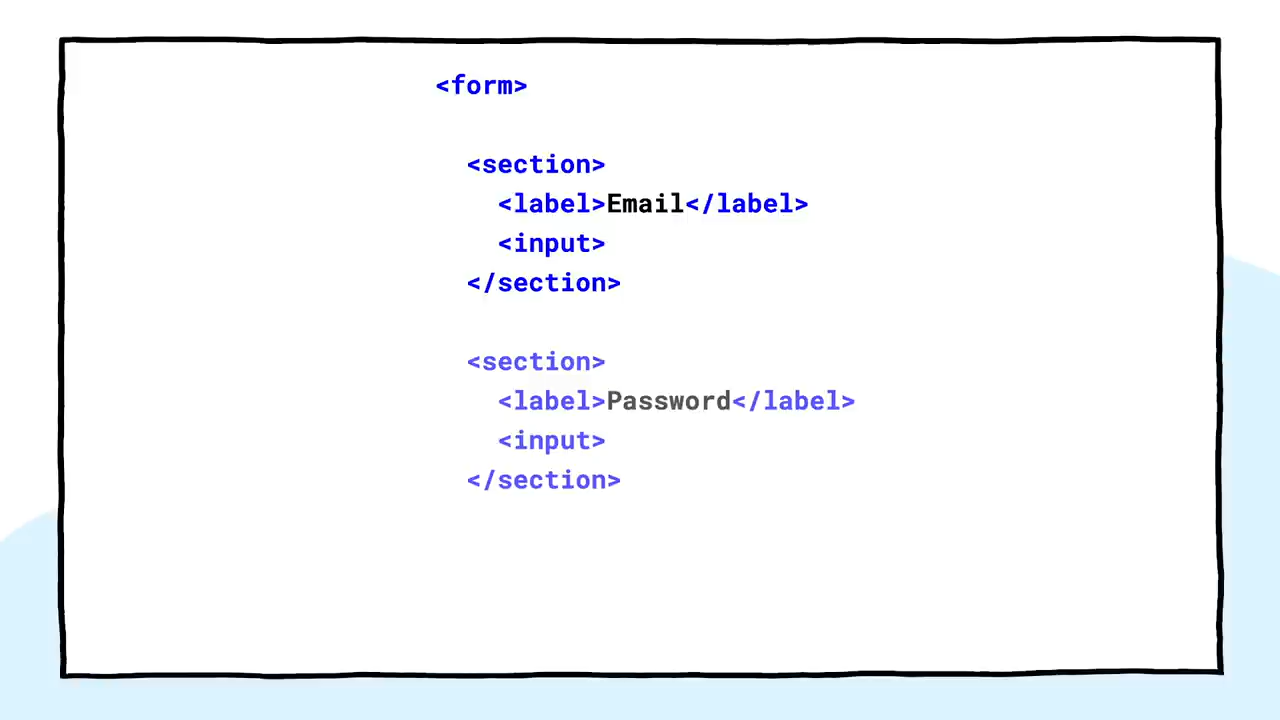 <form>
<section>
<label>Email</label>
<input>
</section>
<section>
<label>Password</label>
<input>
</section>